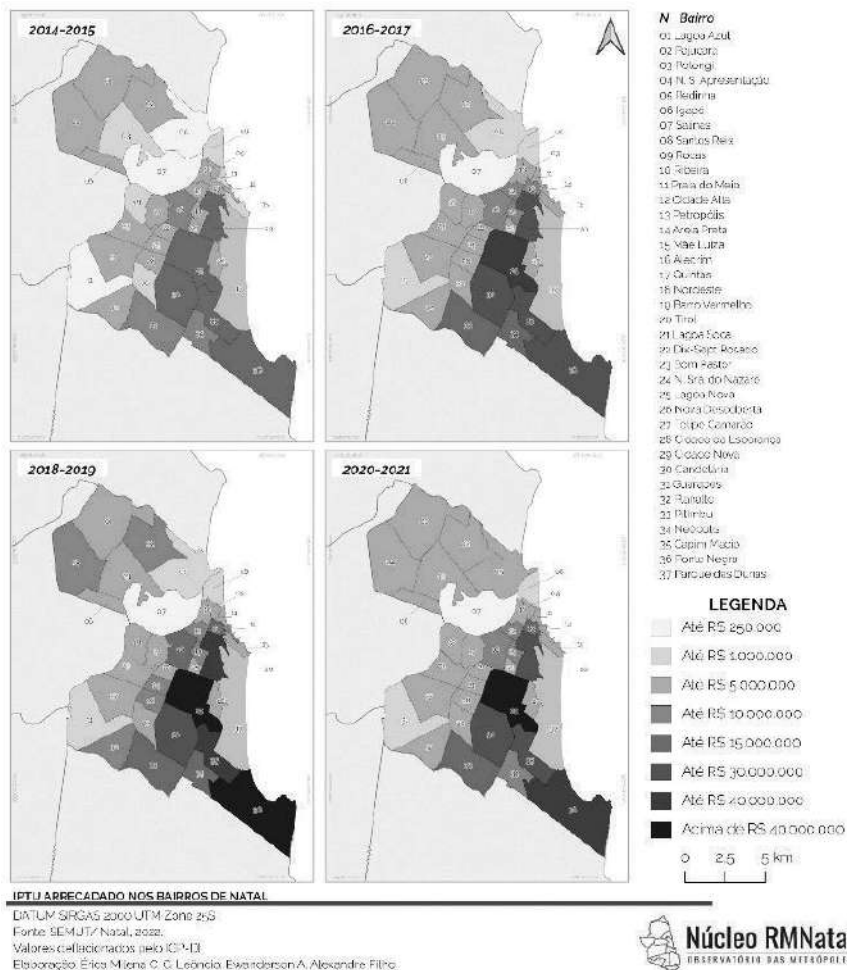 2014-2015
2016-2017
2018-2019
2020-2021
N Bairro
01 Lagoa Azul
02 Pajuçara
03 Potengi
04 N. S. Apresentação
05 Redinha
06 Igapó
07 Salinas
08 Santos Reis
09 Rocas
10 Ribeira
11 Praia do Meio
12 Cidade Alta
13 Petrópolis
14 Areia Preta
15 Mãe Luiza
16 Alecrim
17 Quintas
18 Nordeste
19 Barro Vermelho
20 Tirol
21 Lagoa Seca
22 Dix-Sept Rosado
23 Bom Pastor
24 N. Sra. de Nazaré
25 Lagoa Nova
26 Nova Descoberta
27 Felipe Camarão
28 Cidade da Esperança
29 Cidade Nova
30 Candelária
31 Guarapes
32 Planalto
33 Pitimbu
34 Neópolis
35 Capim Macio
36 Ponta Negra
37 Parque das Dunas
LEGENDA
Até R$ 250.000
Até R$ 1.000.000
Até R$ 5.000.000
Até R$ 10.000.000
Até R$ 15.000.000
Até R$ 30.000.000
Até R$ 40.000.000
Acima de R$ 40.000.000
0 2.5 5 km
IPTU ARRECADADO NOS BAIRROS DE NATAL
DATUM SIRGAS 2000 UTM Zone 25S
Fonte: SEMUT/ Natal, 2022.
Valores deflacionados pelo IGP-DI
Elaboração: Érica Milena C. G. Leôncio; Ewanderson A. Alexandre Filho
Núcleo RMNata
OBSERVATÓRIO DAS METRÓPOLE